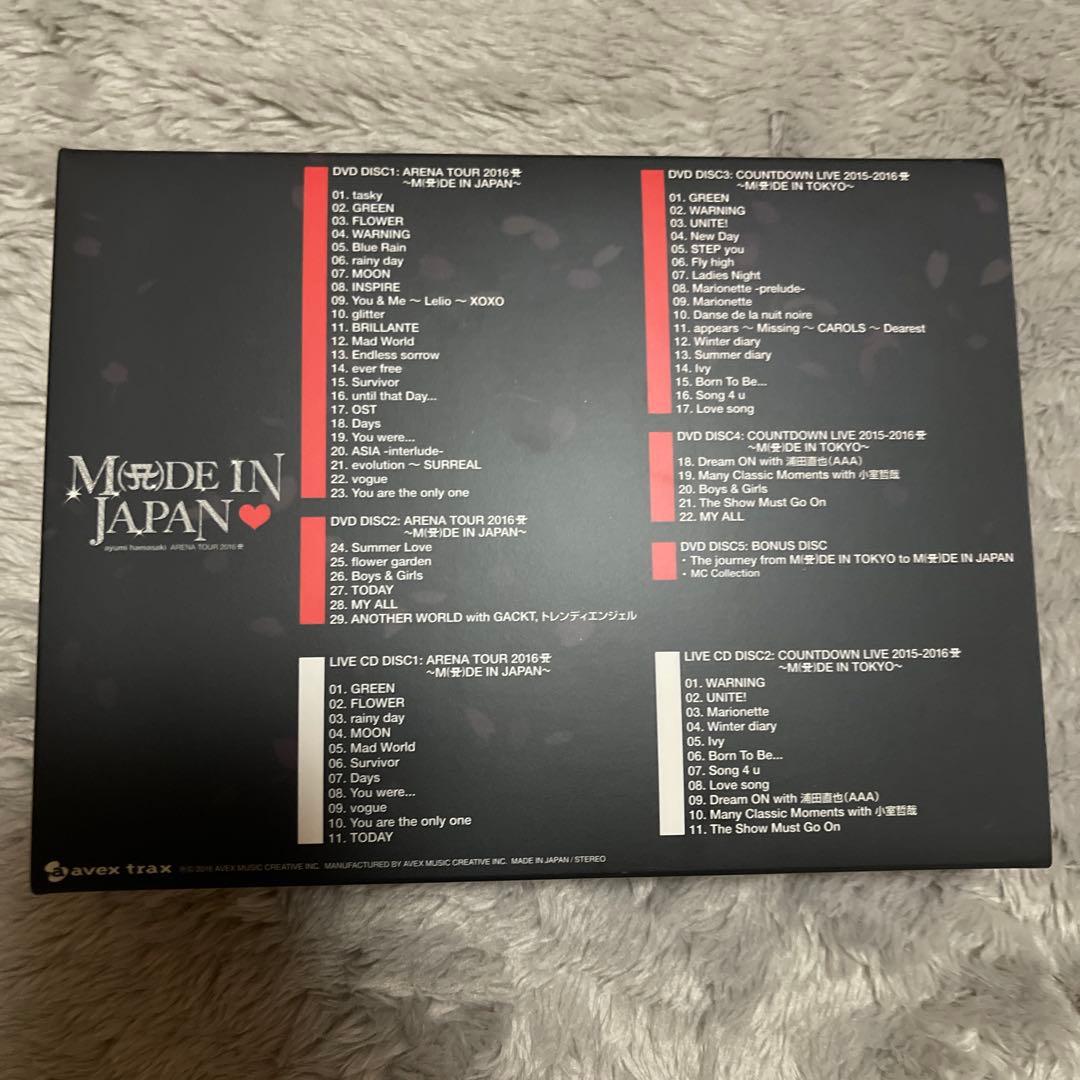 M(A)DE IN
JAPAN
ayumi hamasaki ARENA TOUR 2016 A
DVD DISC1: ARENA TOUR 2016 A
～M(A)DE IN JAPAN～
01. tasky
02. GREEN
03. FLOWER
04. WARNING
05. Blue Rain
06. rainy day
07. MOON
08. INSPIRE
09. You & Me ～ Lelio ～ XOXO
10. glitter
11. BRILLANTE
12. Mad World
13. Endless sorrow
14. ever free
15. Survivor
16. until that Day...
17. OST
18. Days
19. You were...
20. ASIA -interlude-
21. evolution ～ SURREAL
22. vogue
23. You are the only one
DVD DISC2: ARENA TOUR 2016 A
～M(A)DE IN JAPAN～
24. Summer Love
25. flower garden
26. Boys & Girls
27. TODAY
28. MY ALL
29. ANOTHER WORLD with GACKT, トレンディエンジェル
DVD DISC3: COUNTDOWN LIVE 2015-2016 A
～M(A)DE IN TOKYO～
01. GREEN
02. WARNING
03. UNITE!
04. New Day
05. STEP you
06. Fly high
07. Ladies Night
08. Marionette -prelude-
09. Marionette
10. Danse de la nuit noire
11. appears ～ Missing ～ CAROLS ～ Dearest
12. Winter diary
13. Summer diary
14. Ivy
15. Born To Be...
16. Song 4 u
17. Love song
DVD DISC4: COUNTDOWN LIVE 2015-2016 A
～M(A)DE IN TOKYO～
18. Dream ON with 浦田直也(AAA)
19. Many Classic Moments with 小室哲哉
20. Boys & Girls
21. The Show Must Go On
22. MY ALL
DVD DISC5: BONUS DISC
・The journey from M(A)DE IN TOKYO to M(A)DE IN JAPAN
・MC Collection
LIVE CD DISC1: ARENA TOUR 2016 A
～M(A)DE IN JAPAN～
01. GREEN
02. FLOWER
03. rainy day
04. MOON
05. Mad World
06. Survivor
07. Days
08. You were...
09. vogue
10. You are the only one
11. TODAY
LIVE CD DISC2: COUNTDOWN LIVE 2015-2016 A
～M(A)DE IN TOKYO～
01. WARNING
02. UNITE!
03. Marionette
04. Winter diary
05. Ivy
06. Born To Be...
07. Song 4 u
08. Love song
09. Dream ON with 浦田直也(AAA)
10. Many Classic Moments with 小室哲哉
11. The Show Must Go On
avex trax ℗© 2016 AVEX MUSIC CREATIVE INC. MANUFACTURED BY AVEX MUSIC CREATIVE INC. MADE IN JAPAN / STEREO